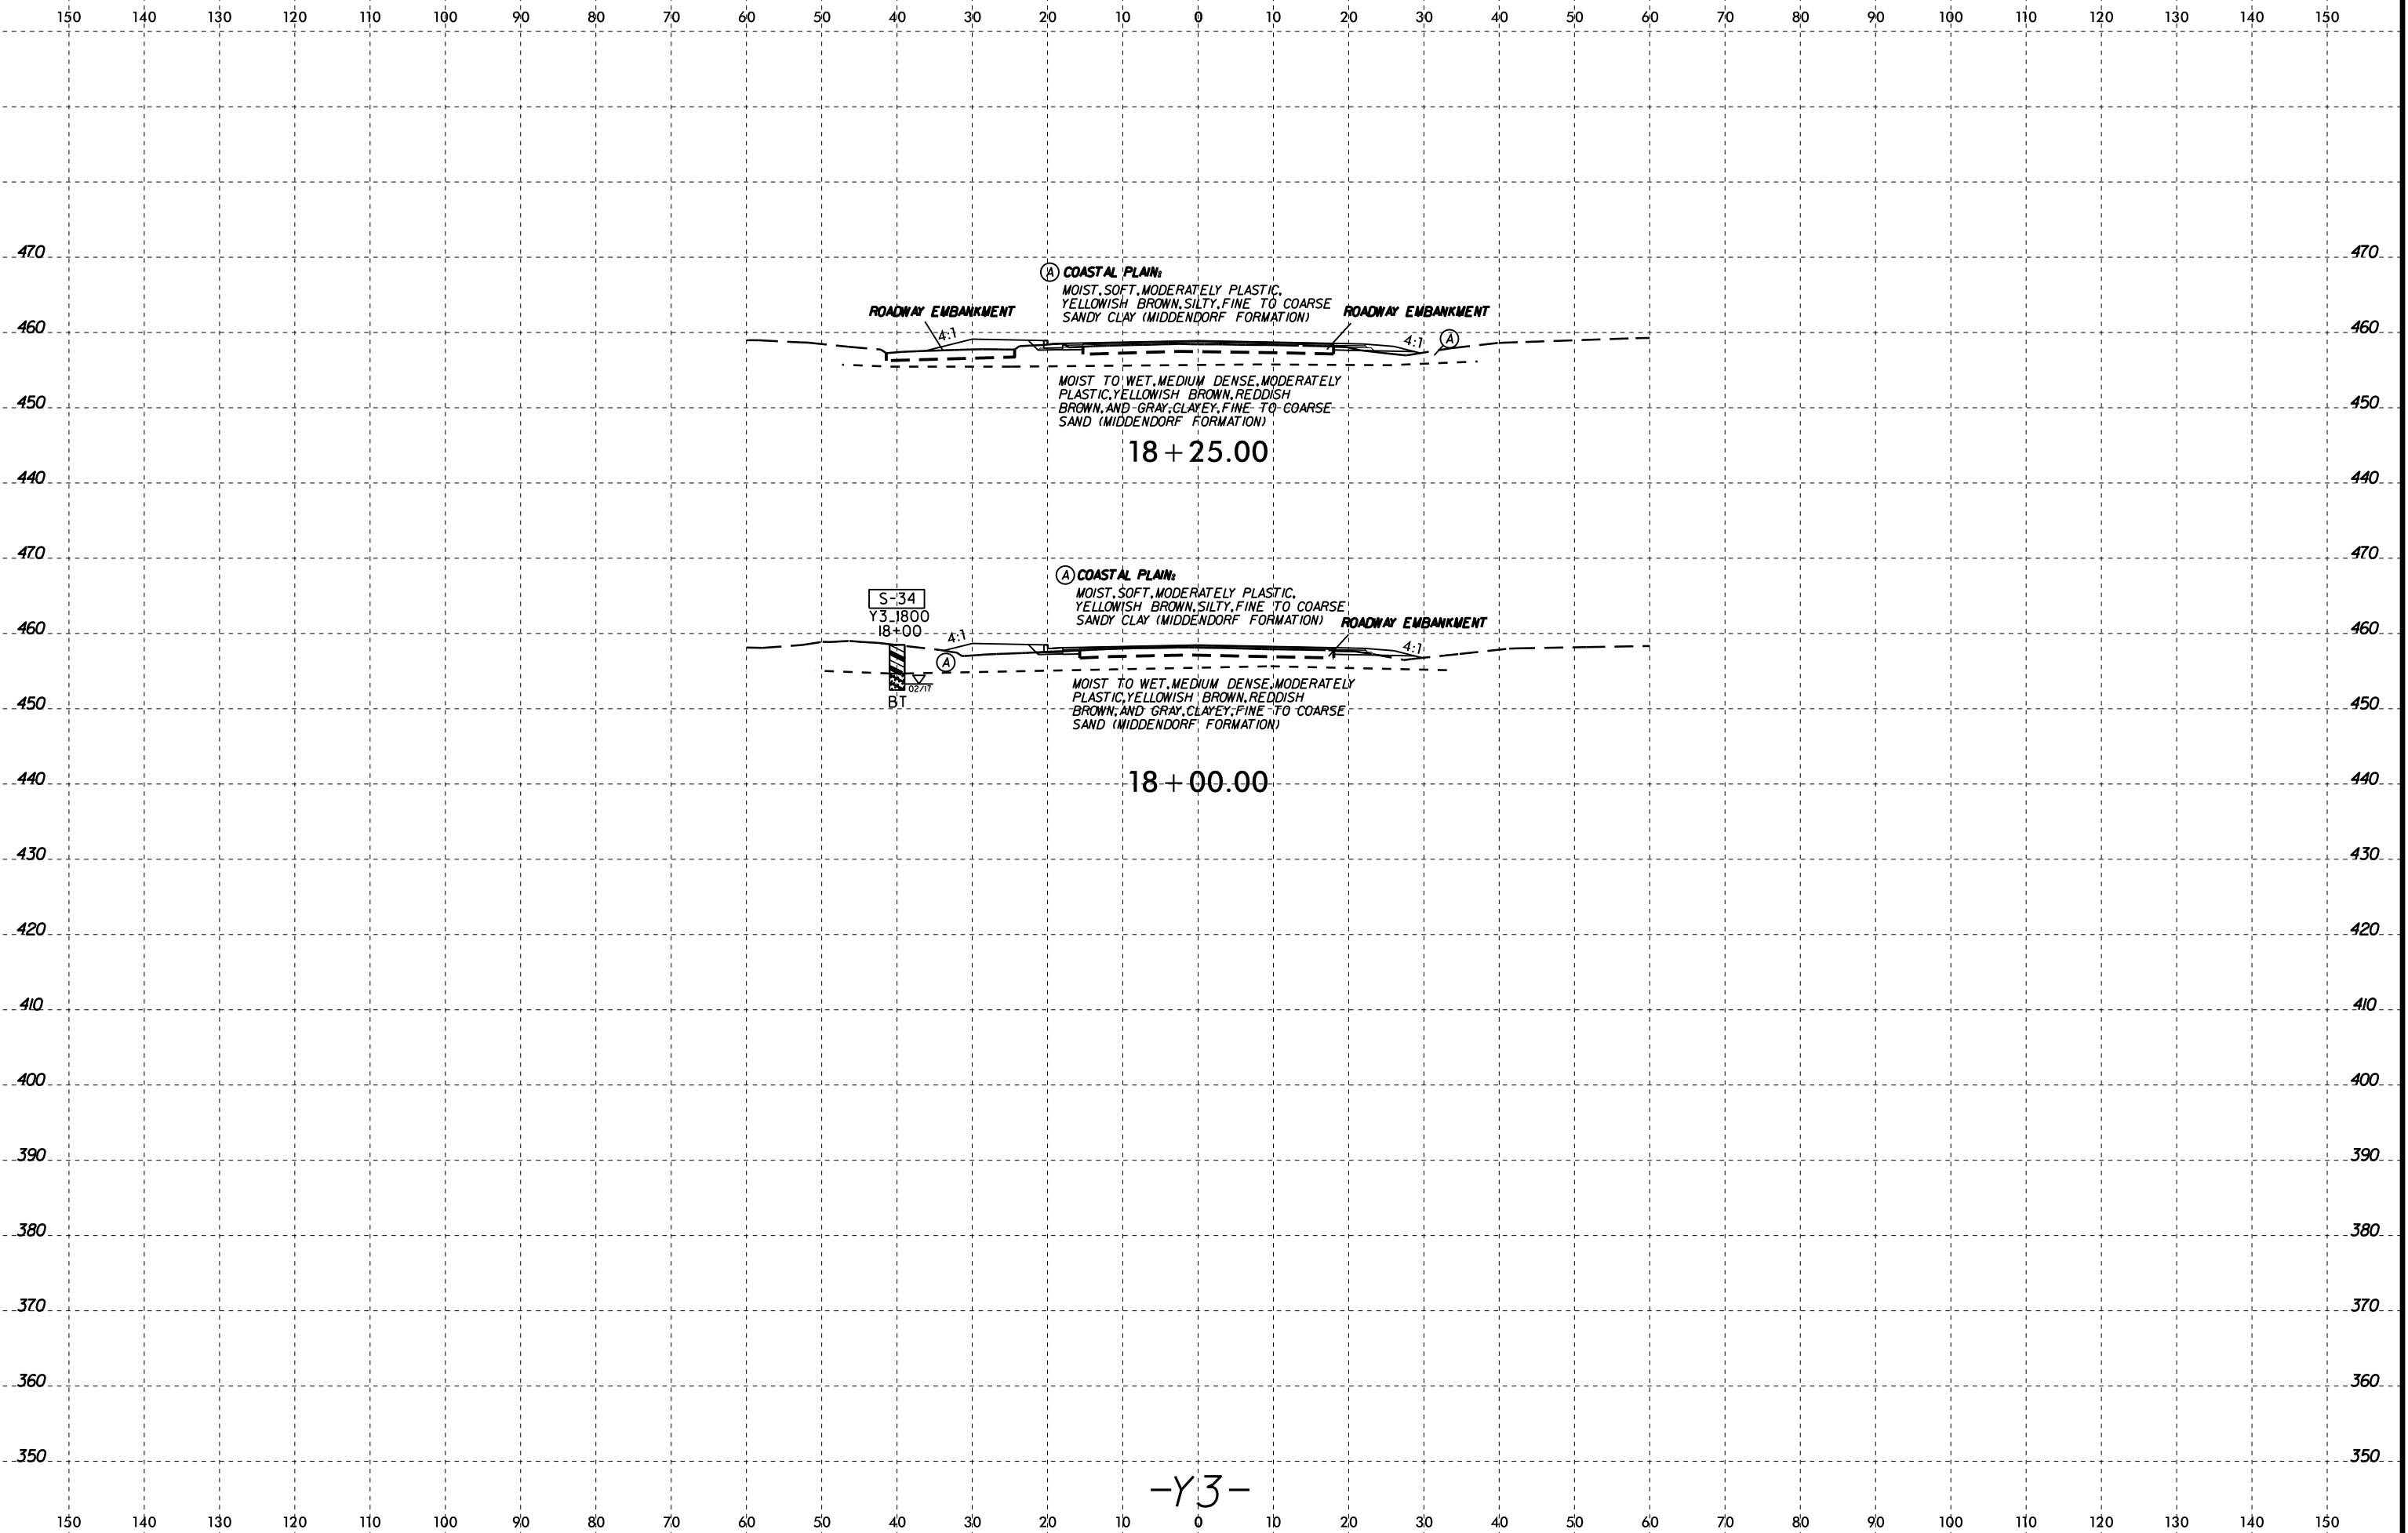 150 140 130 120 110 100 90 80 70 60 50 40 30 20 10 0 10 20 30 40 50 60 70 80 90 100 110 120 130 140 150
470 470
Ⓐ COASTAL PLAIN:
MOIST, SOFT, MODERATELY PLASTIC,
YELLOWISH BROWN, SILTY, FINE TO COARSE
SANDY CLAY (MIDDENDORF FORMATION)
ROADWAY EMBANKMENT ROADWAY EMBANKMENT
460 460
4:1 4:1 Ⓐ
MOIST TO WET, MEDIUM DENSE, MODERATELY
PLASTIC, YELLOWISH BROWN, REDDISH
BROWN, AND GRAY, CLAYEY, FINE TO COARSE
SAND (MIDDENDORF FORMATION)
450 450
18+25.00
440 440
470 470
Ⓐ COASTAL PLAIN:
MOIST, SOFT, MODERATELY PLASTIC,
YELLOWISH BROWN, SILTY, FINE TO COARSE
SANDY CLAY (MIDDENDORF FORMATION)
S-34
Y3_1800
18+00
ROADWAY EMBANKMENT
460 460
4:1 4:1
Ⓐ
02/17
BT
MOIST TO WET, MEDIUM DENSE, MODERATELY
PLASTIC, YELLOWISH BROWN, REDDISH
BROWN, AND GRAY, CLAYEY, FINE TO COARSE
SAND (MIDDENDORF FORMATION)
450 450
18+00.00
440 440
430 430
420 420
410 410
400 400
390 390
380 380
370 370
360 360
350 350
-Y3-
150 140 130 120 110 100 90 80 70 60 50 40 30 20 10 0 10 20 30 40 50 60 70 80 90 100 110 120 130 140 150